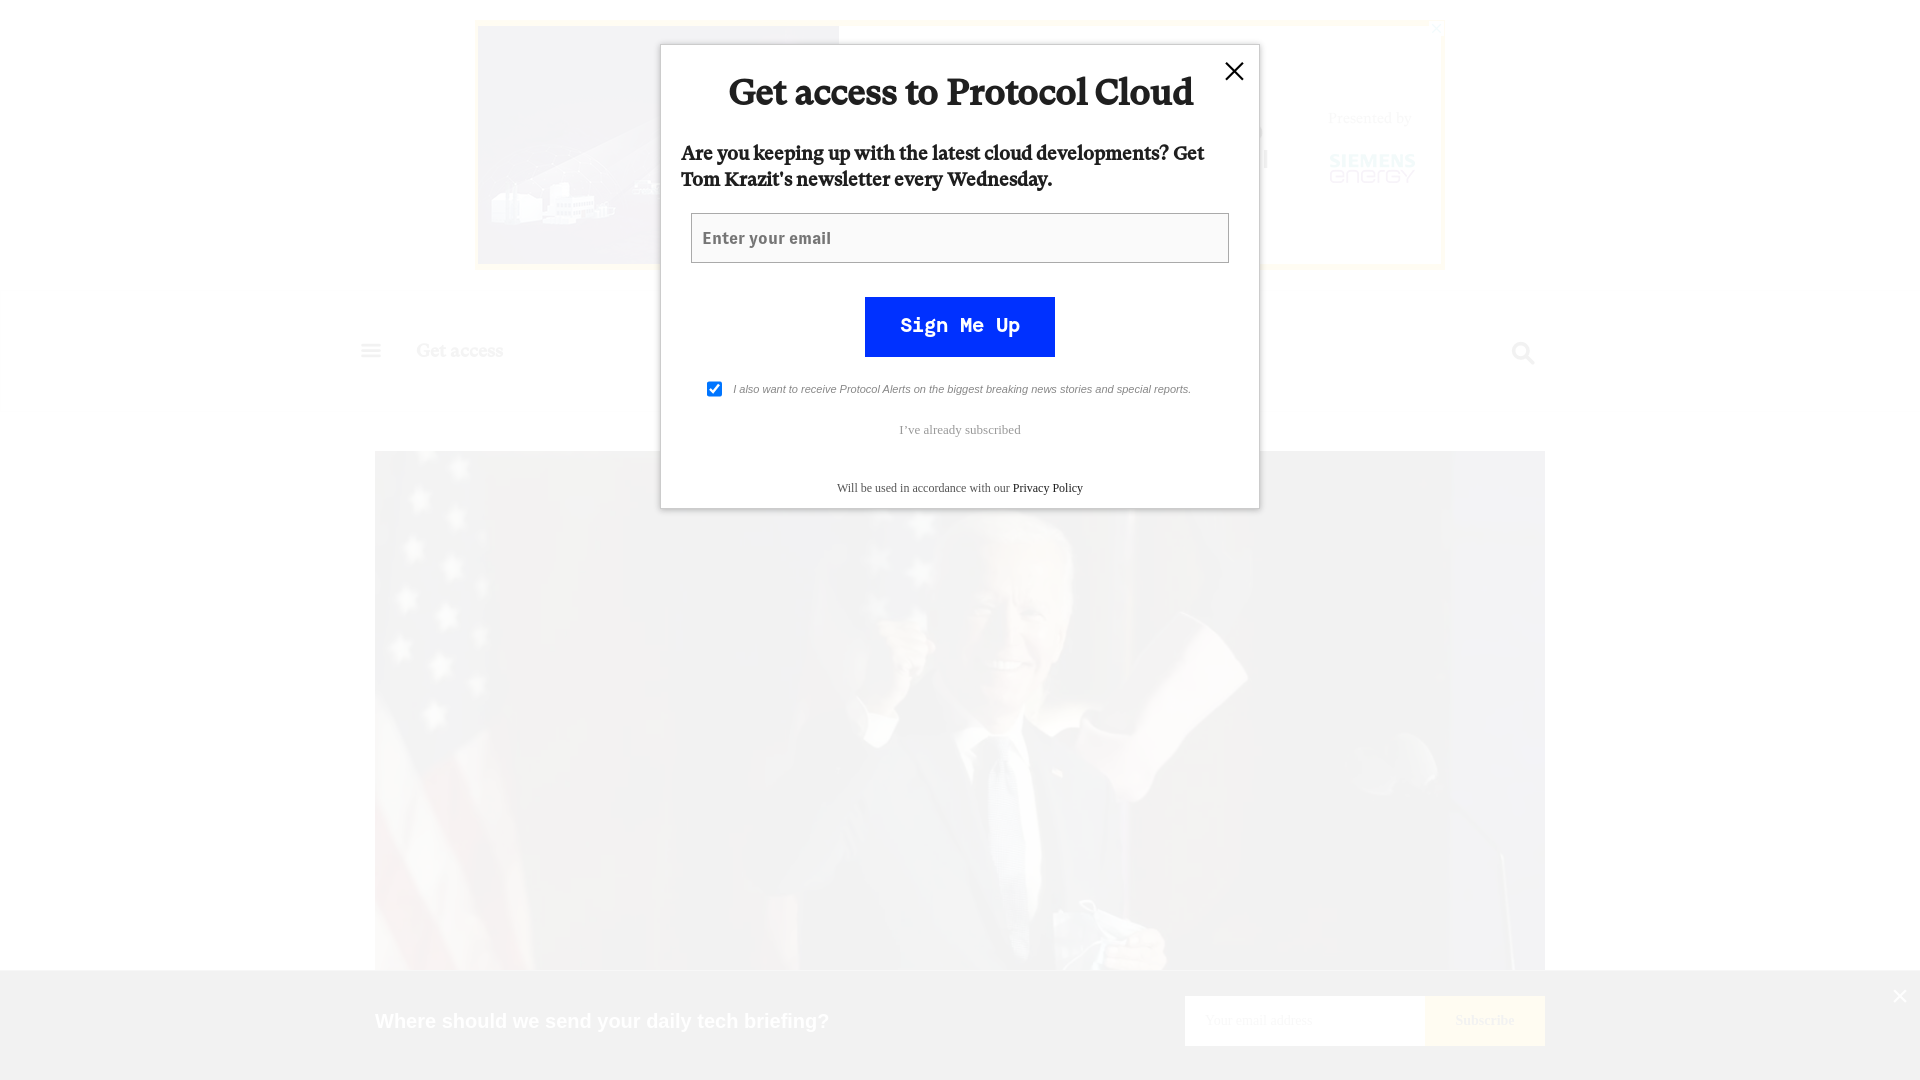 Get access to Protocol Cloud
Are you keeping up with the latest cloud developments? Get
Tom Krazit's newsletter every Wednesday.
Enter your email
Sign Me Up
I also want to receive Protocol Alerts on the biggest breaking news stories and special reports.
I've already subscribed
Will be used in accordance with our Privacy Policy
Presented by
SIEMENS
energy
Get access
Where should we send your daily tech briefing?
Your email address
Subscribe